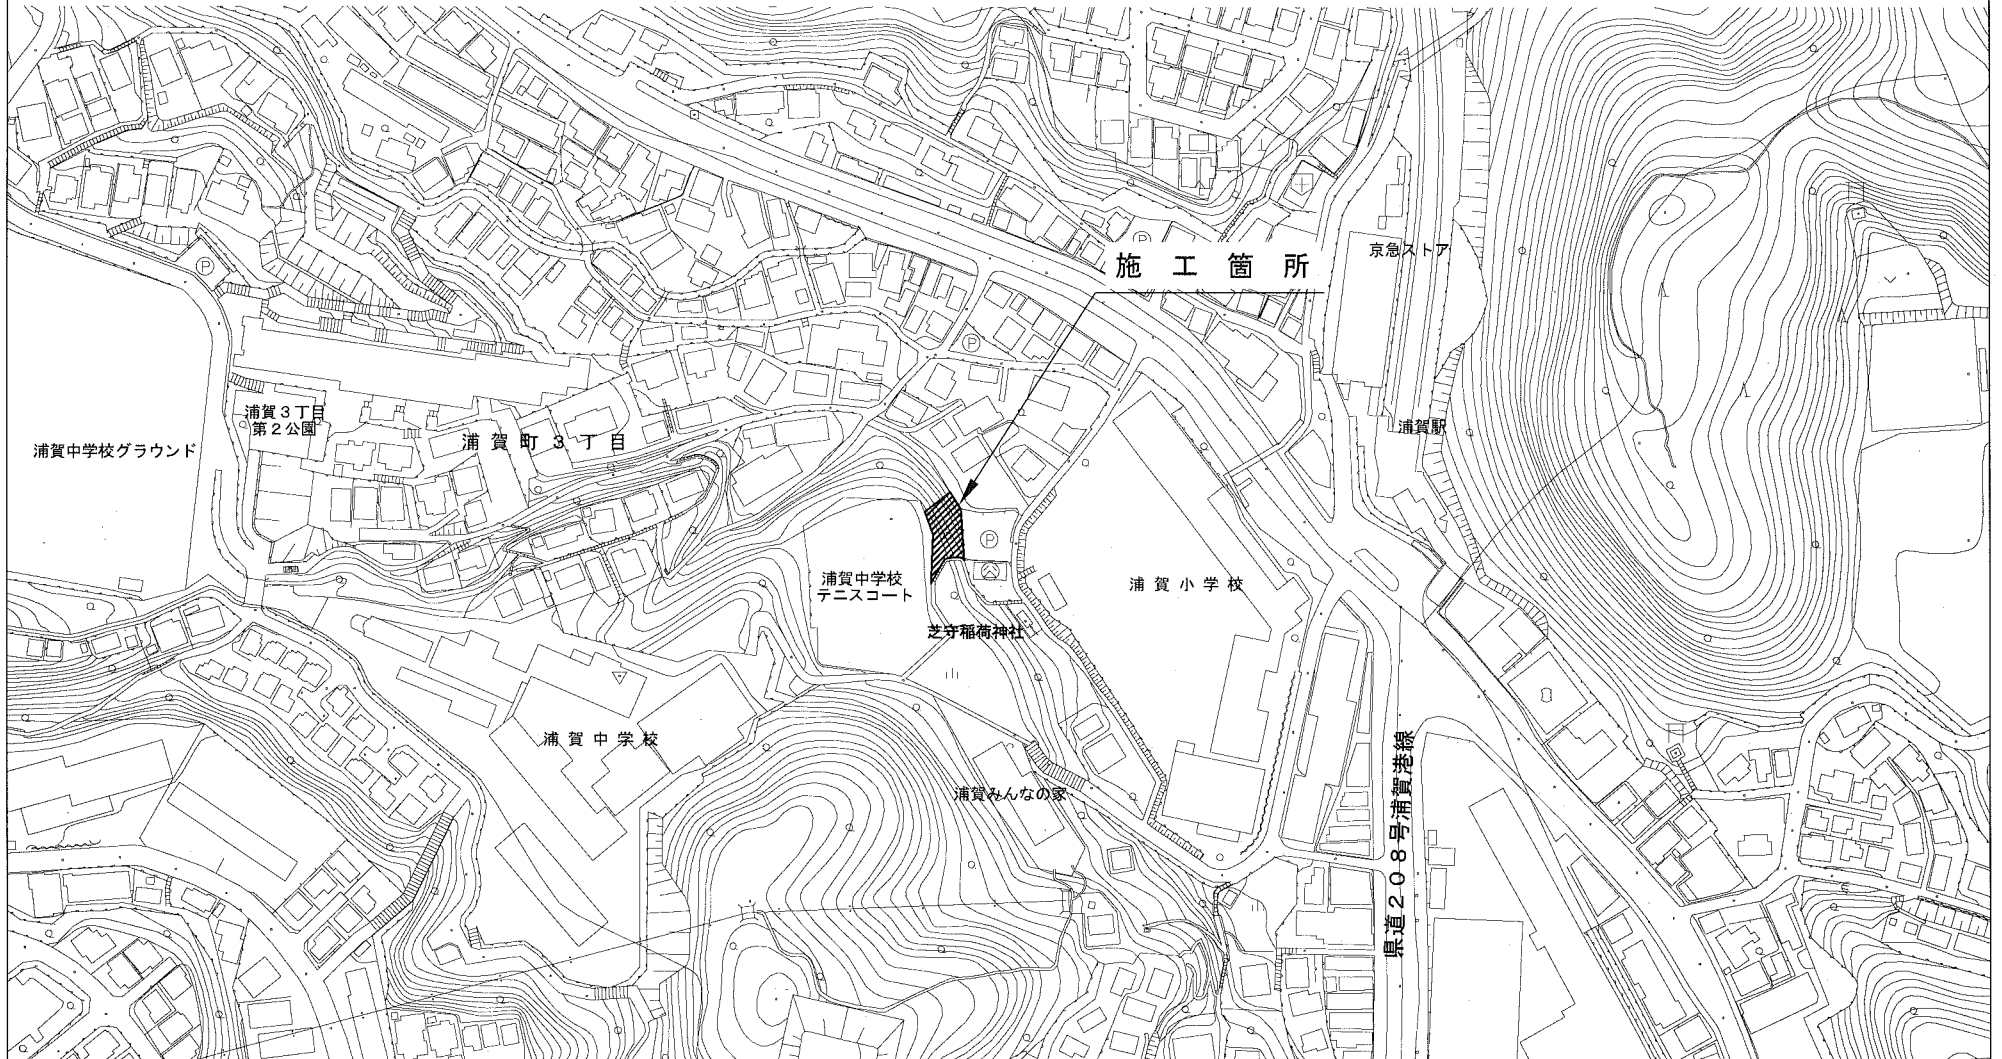 施工箇所
京急ストア
P
P
P
P
浦賀駅
浦賀3丁目
第2公園
浦賀町3丁目
浦賀中学校グラウンド
浦賀中学校
テニスコート
浦賀小学校
芝守稲荷神社
浦賀中学校
浦賀みんなの家
県道208号浦賀港線